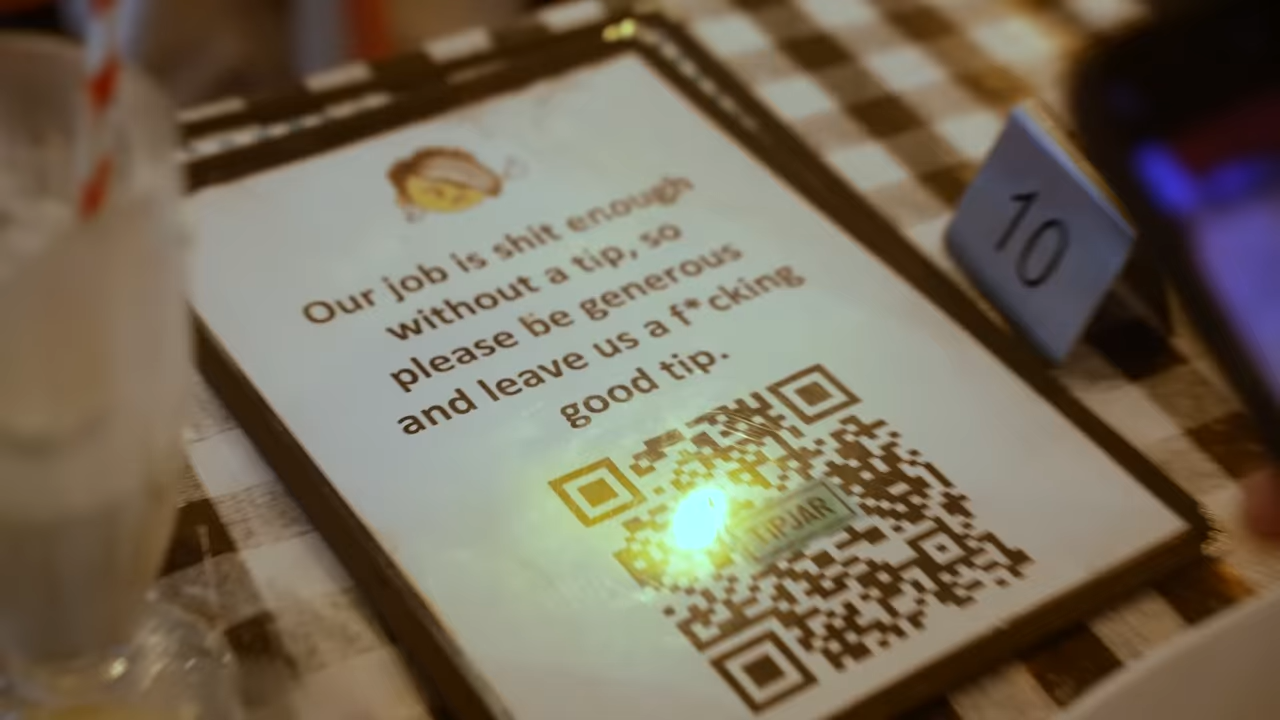 Our job is shit enough
without a tip, so
please be generous
and leave us a f*cking
good tip.
TIPJAR
10